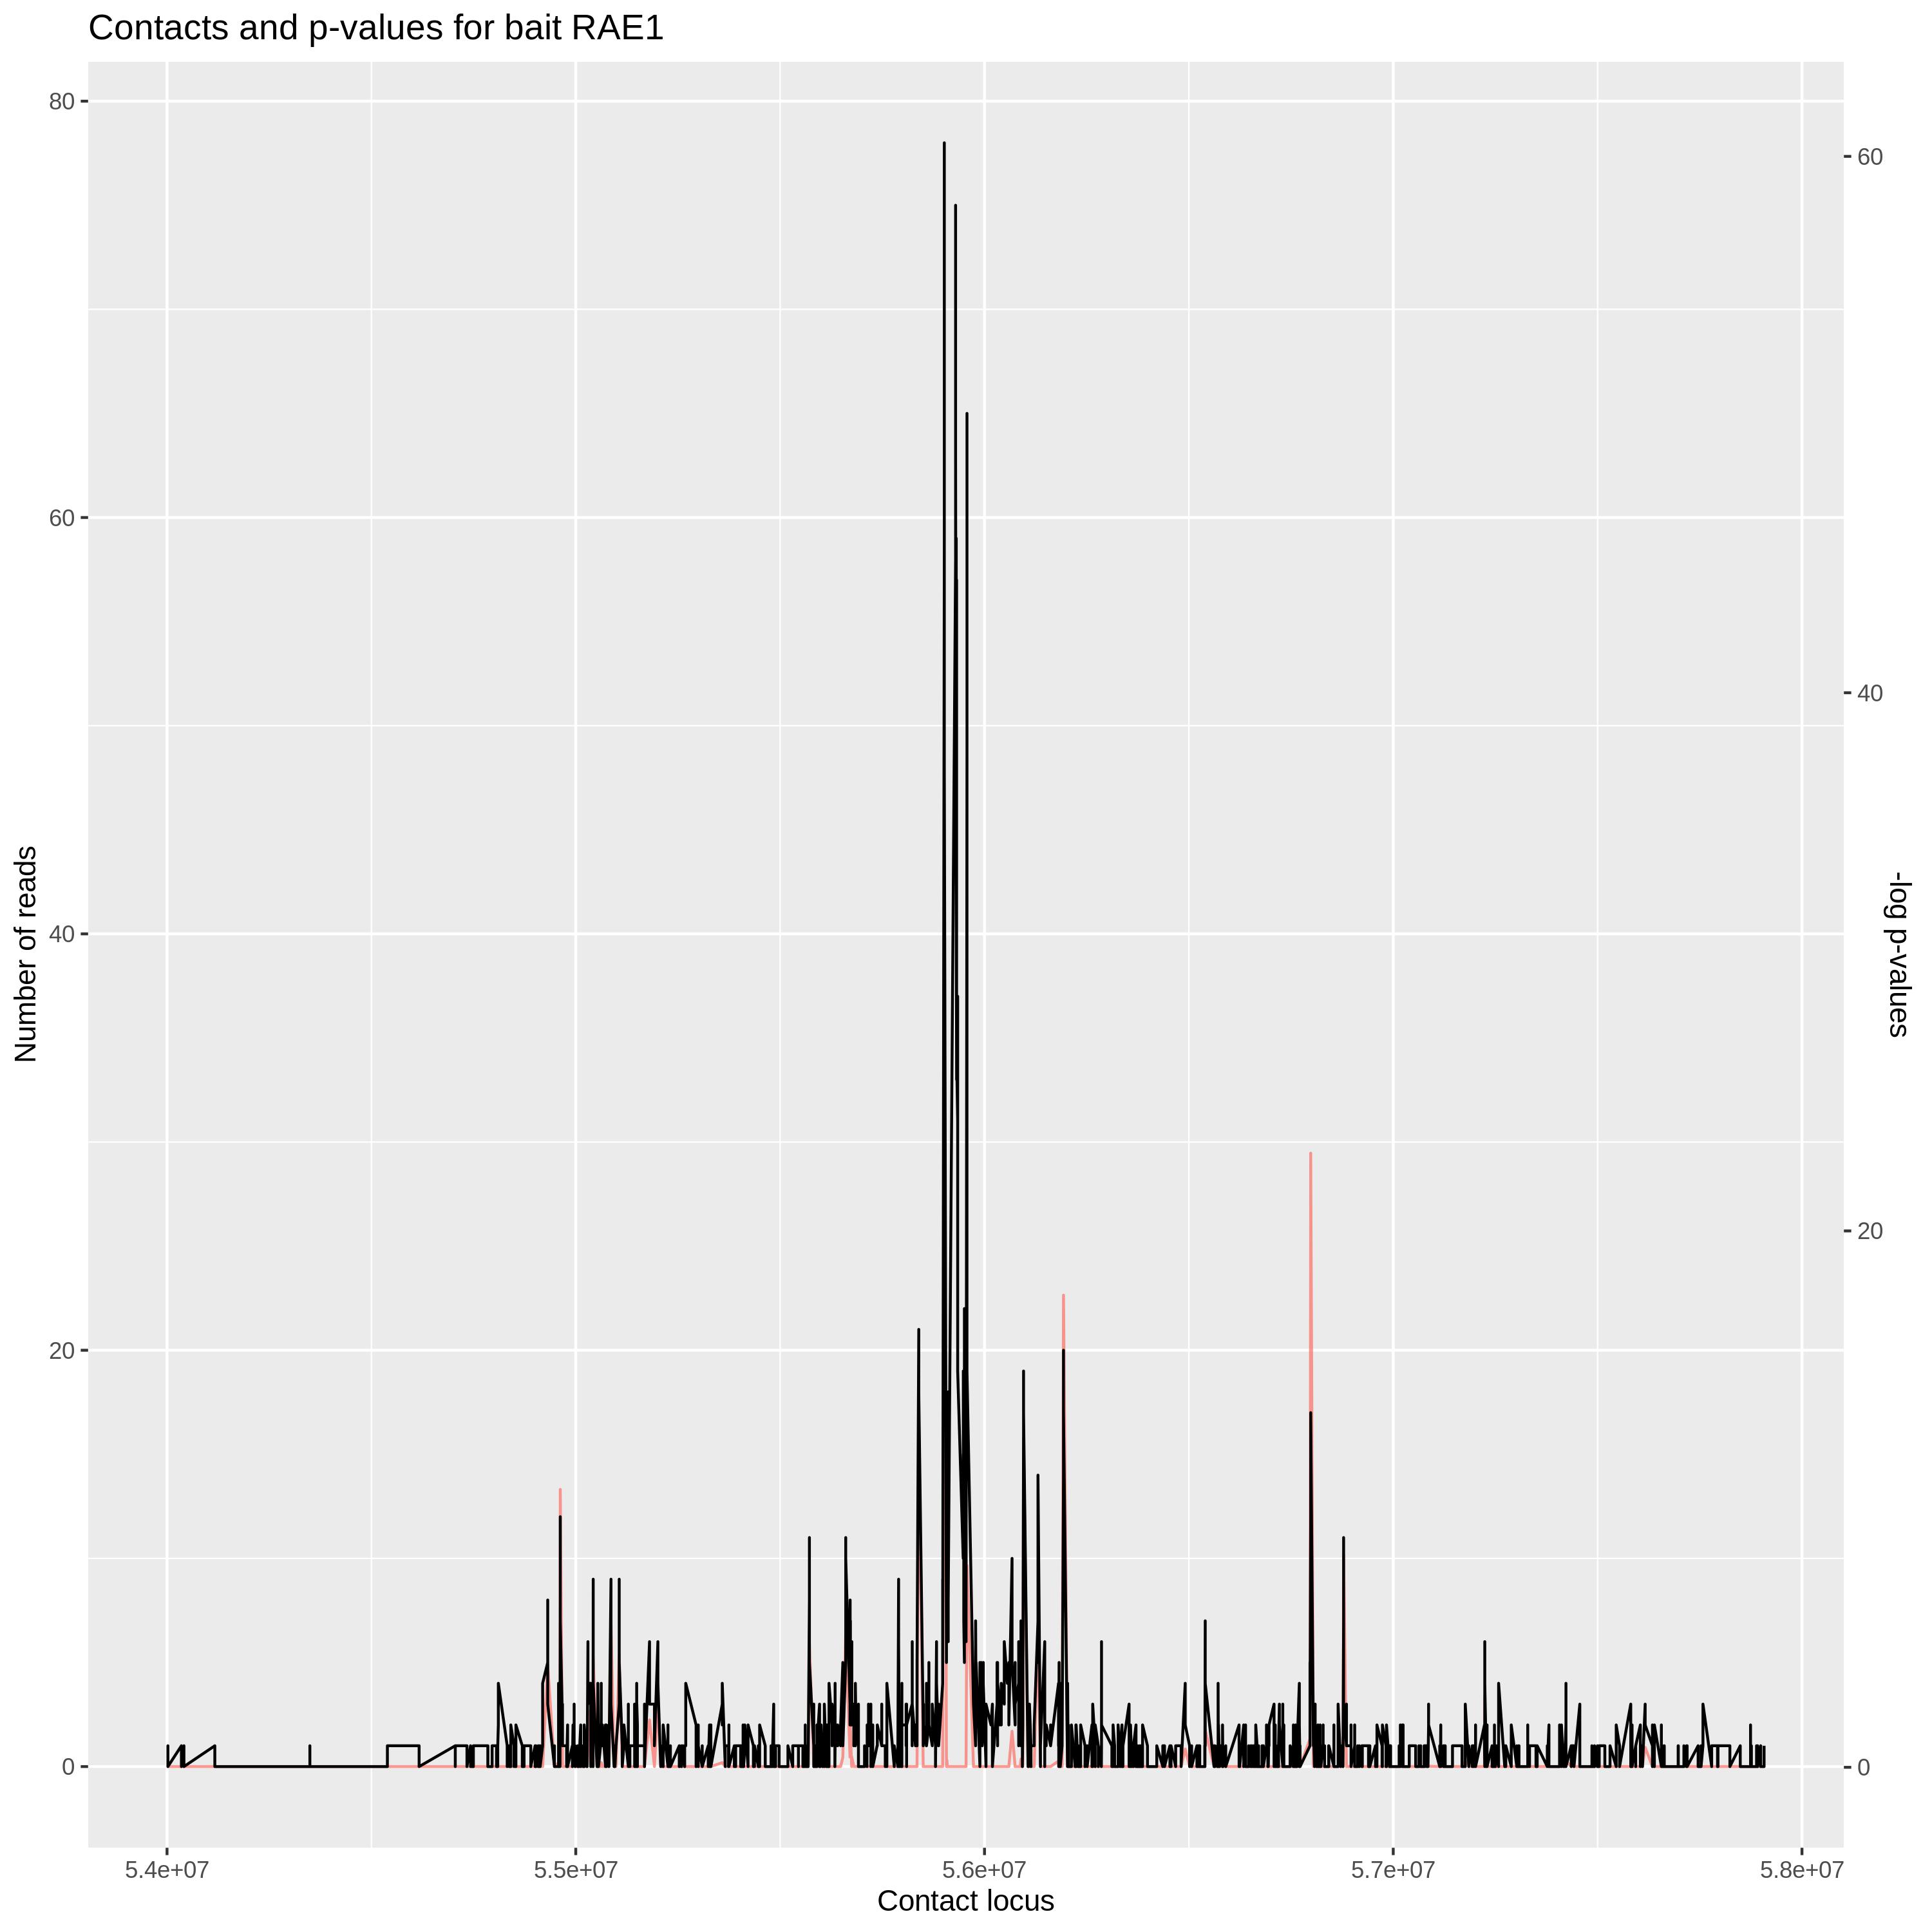 Contacts and p-values for bait RAE1
80
60
40
20
0
60
40
20
0
Number of reads
-log p-values
5.4e+07 5.5e+07 5.6e+07 5.7e+07 5.8e+07
Contact locus